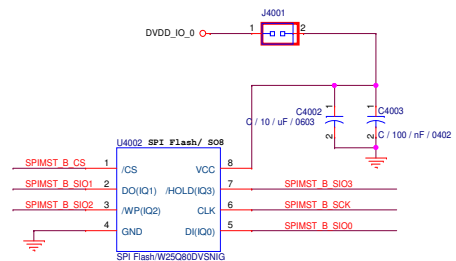 J4001
DVDD_IO_0
1
2
1
1
C4002
C4003
C / 10 / uF / 0603
C / 100 / nF / 0402
2
2
U4002 SPI Flash/ SO8
SPIMST_B_CS 1 /CS VCC 8
SPIMST_B_SIO1 2 DO(IQ1) /HOLD(IQ3) 7 SPIMST_B_SIO3
SPIMST_B_SIO2 3 /WP(IQ2) CLK 6 SPIMST_B_SCK
4 GND DI(IQ0) 5 SPIMST_B_SIO0
SPI Flash/W25Q80DVSNIG